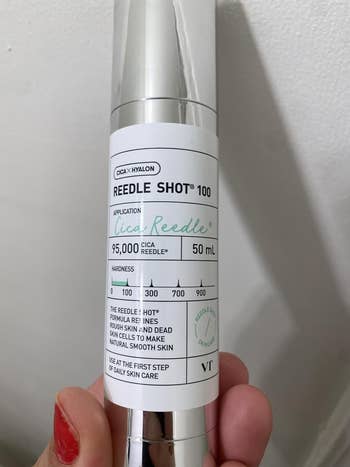 CICA X HYALON
REEDLE SHOT® 100
APPLICATION
Cica Reedle®
95,000 CICA REEDLE®
50 mL
HARDNESS
0 100 300 700 900
THE REEDLE SHOT®
FORMULA REFINES
ROUGH SKIN AND DEAD
SKIN CELLS TO MAKE
NATURAL SMOOTH SKIN
USE AT THE FIRST STEP
OF DAILY SKIN CARE
VT